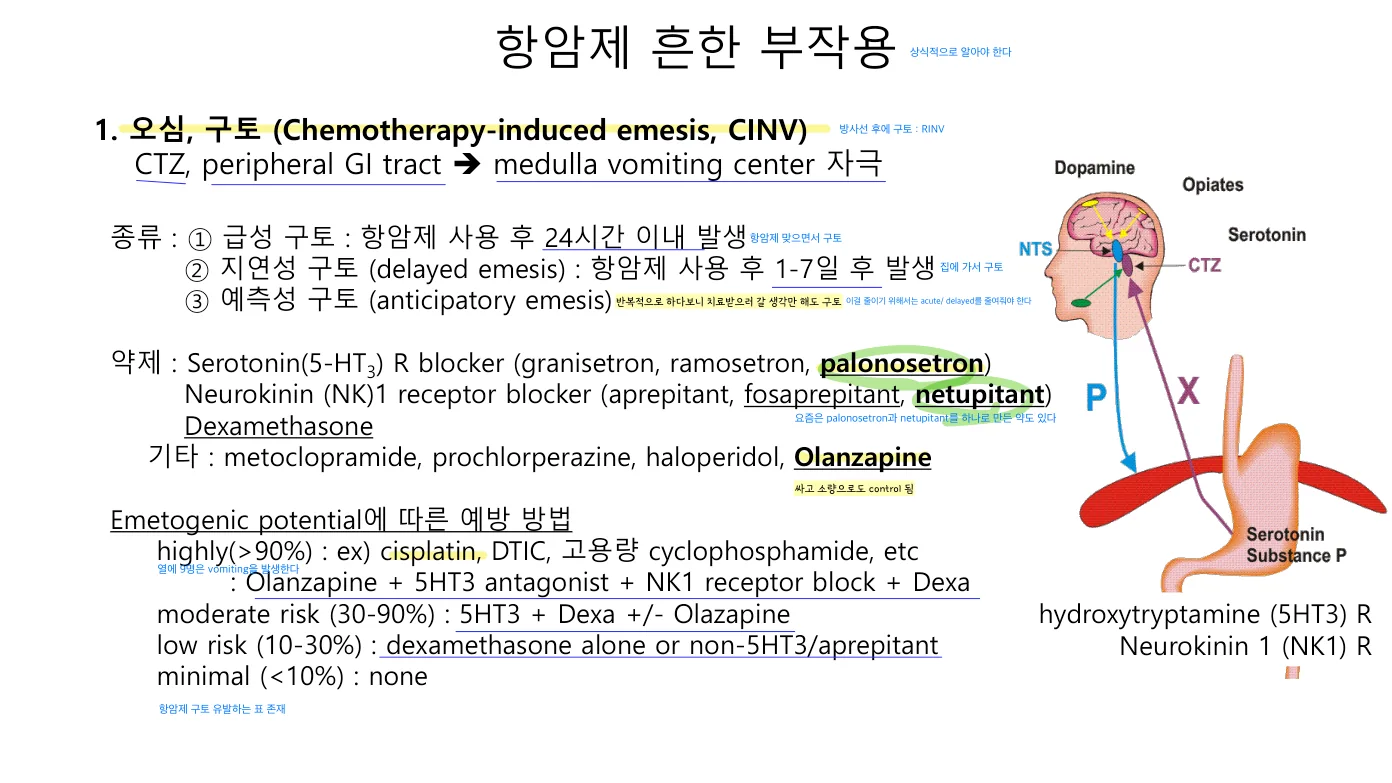 항암제 흔한 부작용 상식적으로 알아야 한다
1. 오심, 구토 (Chemotherapy-induced emesis, CINV) 방사선 후에 구토 : RINV
CTZ, peripheral GI tract ➔ medulla vomiting center 자극
종류 : ① 급성 구토 : 항암제 사용 후 24시간 이내 발생 항암제 맞으면서 구토
② 지연성 구토 (delayed emesis) : 항암제 사용 후 1-7일 후 발생 집에 가서 구토
③ 예측성 구토 (anticipatory emesis) 반복적으로 하다보니 치료받으러 갈 생각만 해도 구토 이걸 줄이기 위해서는 acute/ delayed를 줄여줘야 한다
약제 : Serotonin(5-HT3) R blocker (granisetron, ramosetron, palonosetron)
Neurokinin (NK)1 receptor blocker (aprepitant, fosaprepitant, netupitant)
요즘은 palonosetron과 netupitant를 하나로 만든 약도 있다
Dexamethasone
기타 : metoclopramide, prochlorperazine, haloperidol, Olanzapine
싸고 소량으로도 control 됨
Emetogenic potential에 따른 예방 방법
highly(>90%) : ex) cisplatin, DTIC, 고용량 cyclophosphamide, etc
열에 9명은 vomiting을 발생한다
: Olanzapine + 5HT3 antagonist + NK1 receptor block + Dexa
moderate risk (30-90%) : 5HT3 + Dexa +/- Olazapine
low risk (10-30%) : dexamethasone alone or non-5HT3/aprepitant
minimal (<10%) : none
항암제 구토 유발하는 표 존재
Dopamine
Opiates
Serotonin
NTS
CTZ
P
X
Serotonin
Substance P
hydroxytryptamine (5HT3) R
Neurokinin 1 (NK1) R